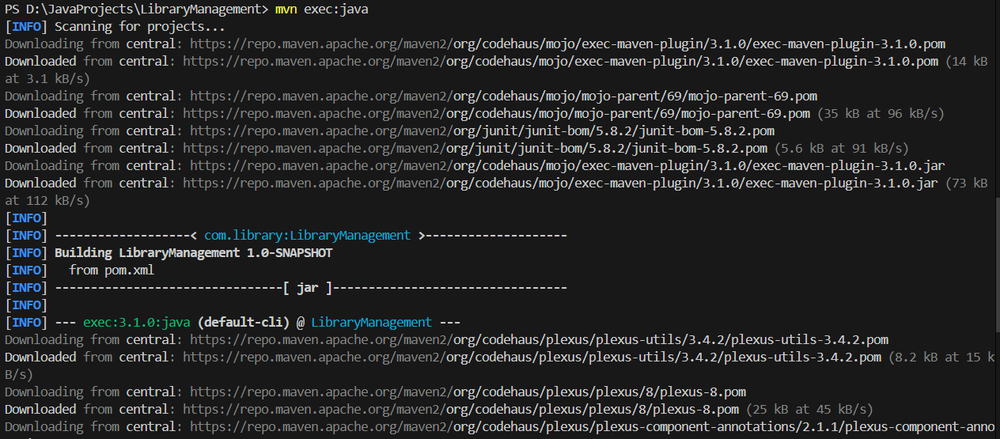 PS D:\JavaProjects\LibraryManagement> mvn exec:java
[INFO] Scanning for projects...
Downloading from central: https://repo.maven.apache.org/maven2/org/codehaus/mojo/exec-maven-plugin/3.1.0/exec-maven-plugin-3.1.0.pom
Downloaded from central: https://repo.maven.apache.org/maven2/org/codehaus/mojo/exec-maven-plugin/3.1.0/exec-maven-plugin-3.1.0.pom (14 kB
at 3.1 kB/s)
Downloading from central: https://repo.maven.apache.org/maven2/org/codehaus/mojo/mojo-parent/69/mojo-parent-69.pom
Downloaded from central: https://repo.maven.apache.org/maven2/org/codehaus/mojo/mojo-parent/69/mojo-parent-69.pom (35 kB at 96 kB/s)
Downloading from central: https://repo.maven.apache.org/maven2/org/junit/junit-bom/5.8.2/junit-bom-5.8.2.pom
Downloaded from central: https://repo.maven.apache.org/maven2/org/junit/junit-bom/5.8.2/junit-bom-5.8.2.pom (5.6 kB at 91 kB/s)
Downloading from central: https://repo.maven.apache.org/maven2/org/codehaus/mojo/exec-maven-plugin/3.1.0/exec-maven-plugin-3.1.0.jar
Downloaded from central: https://repo.maven.apache.org/maven2/org/codehaus/mojo/exec-maven-plugin/3.1.0/exec-maven-plugin-3.1.0.jar (73 kB
at 112 kB/s)
[INFO]
[INFO] -------------------< com.library:LibraryManagement >--------------------
[INFO] Building LibraryManagement 1.0-SNAPSHOT
[INFO]   from pom.xml
[INFO] --------------------------------[ jar ]---------------------------------
[INFO]
[INFO] --- exec:3.1.0:java (default-cli) @ LibraryManagement ---
Downloading from central: https://repo.maven.apache.org/maven2/org/codehaus/plexus/plexus-utils/3.4.2/plexus-utils-3.4.2.pom
Downloaded from central: https://repo.maven.apache.org/maven2/org/codehaus/plexus/plexus-utils/3.4.2/plexus-utils-3.4.2.pom (8.2 kB at 15 k
B/s)
Downloading from central: https://repo.maven.apache.org/maven2/org/codehaus/plexus/plexus/8/plexus-8.pom
Downloaded from central: https://repo.maven.apache.org/maven2/org/codehaus/plexus/plexus/8/plexus-8.pom (25 kB at 45 kB/s)
Downloading from central: https://repo.maven.apache.org/maven2/org/codehaus/plexus/plexus-component-annotations/2.1.1/plexus-component-anno